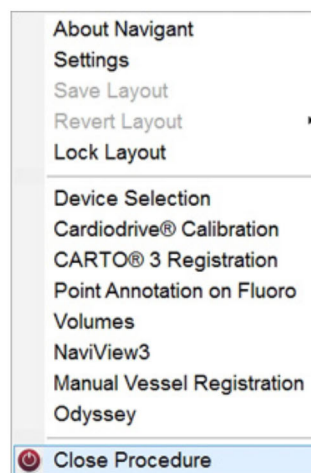 About Navigant
Settings
Save Layout
Revert Layout
Lock Layout
Device Selection
Cardiodrive® Calibration
CARTO® 3 Registration
Point Annotation on Fluoro
Volumes
NaviView3
Manual Vessel Registration
Odyssey
Close Procedure